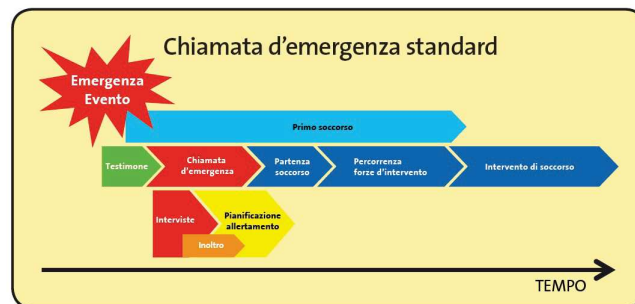 Chiamata d'emergenza standard
Emergenza
Evento
Primo soccorso
Testimone
Chiamata
d'emergenza
Partenza
soccorso
Percorrenza
forze d'intervento
Intervento di soccorso
Interviste
Pianificazione
allertamento
Inoltro
TEMPO